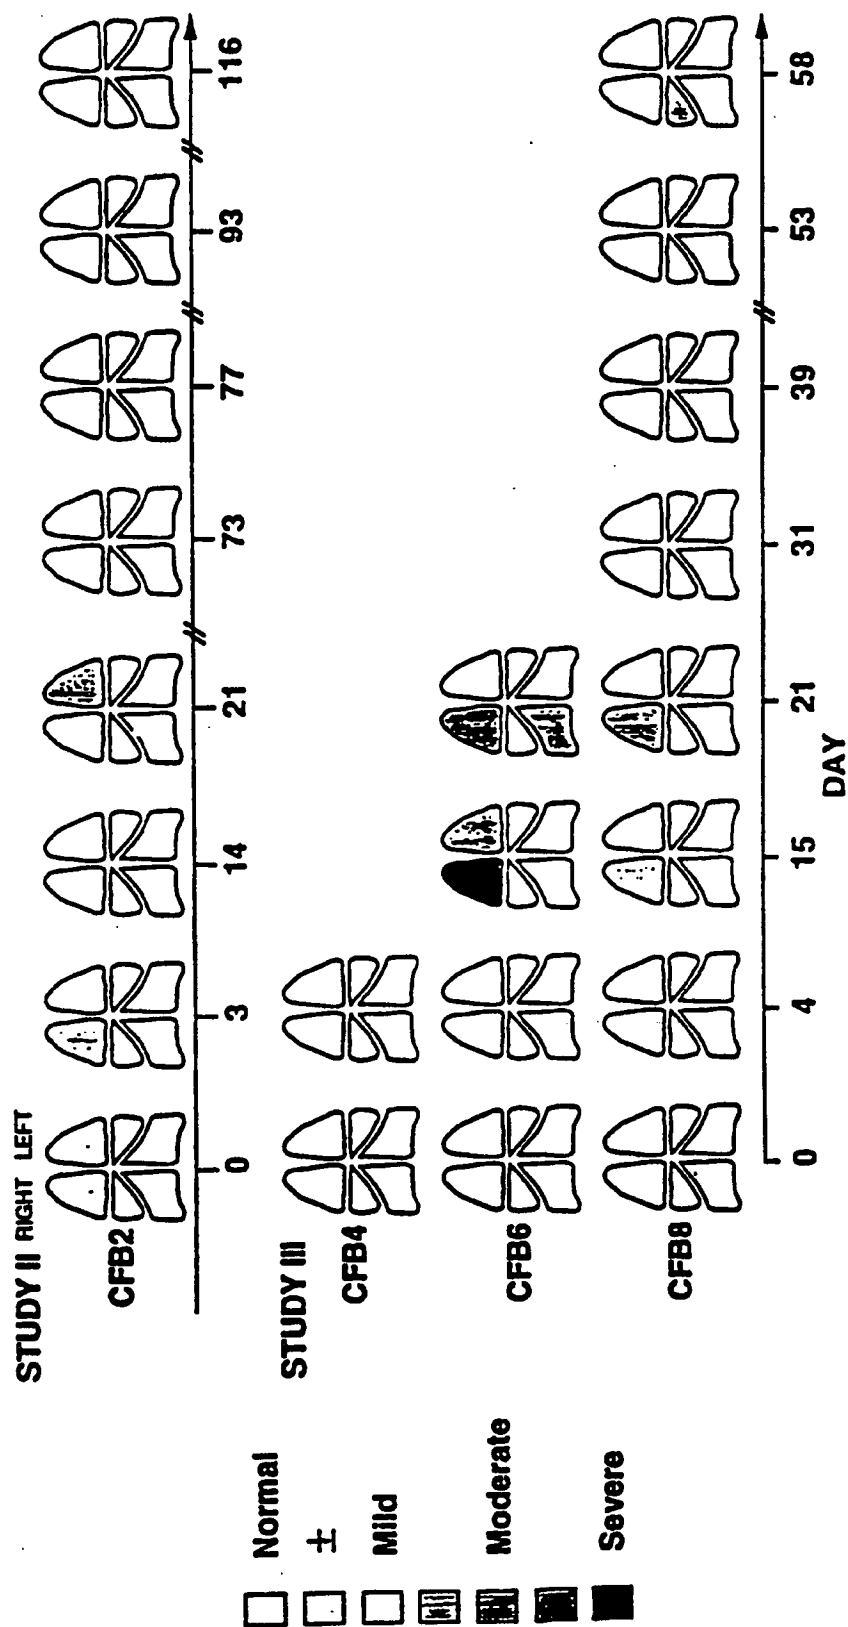 STUDY II RIGHT LEFT
CFB2
0 3 14 21 73 77 93 116
STUDY III
CFB4
CFB6
CFB8
0 4 15 21 31 39 53 58
DAY
Normal
±
Mild
Moderate
Severe